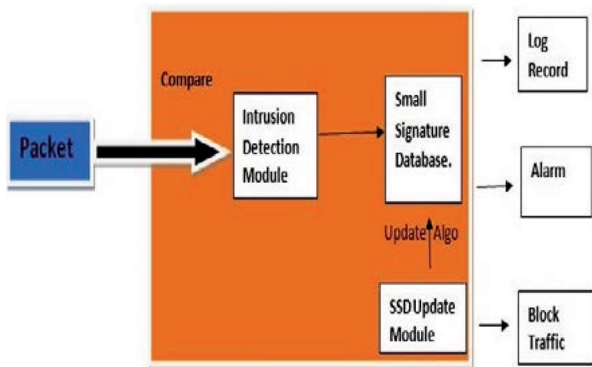 Packet
Compare
Intrusion
Detection
Module
Small
Signature
Database.
Update Algo
SSD Update
Module
Log
Record
Alarm
Block
Traffic